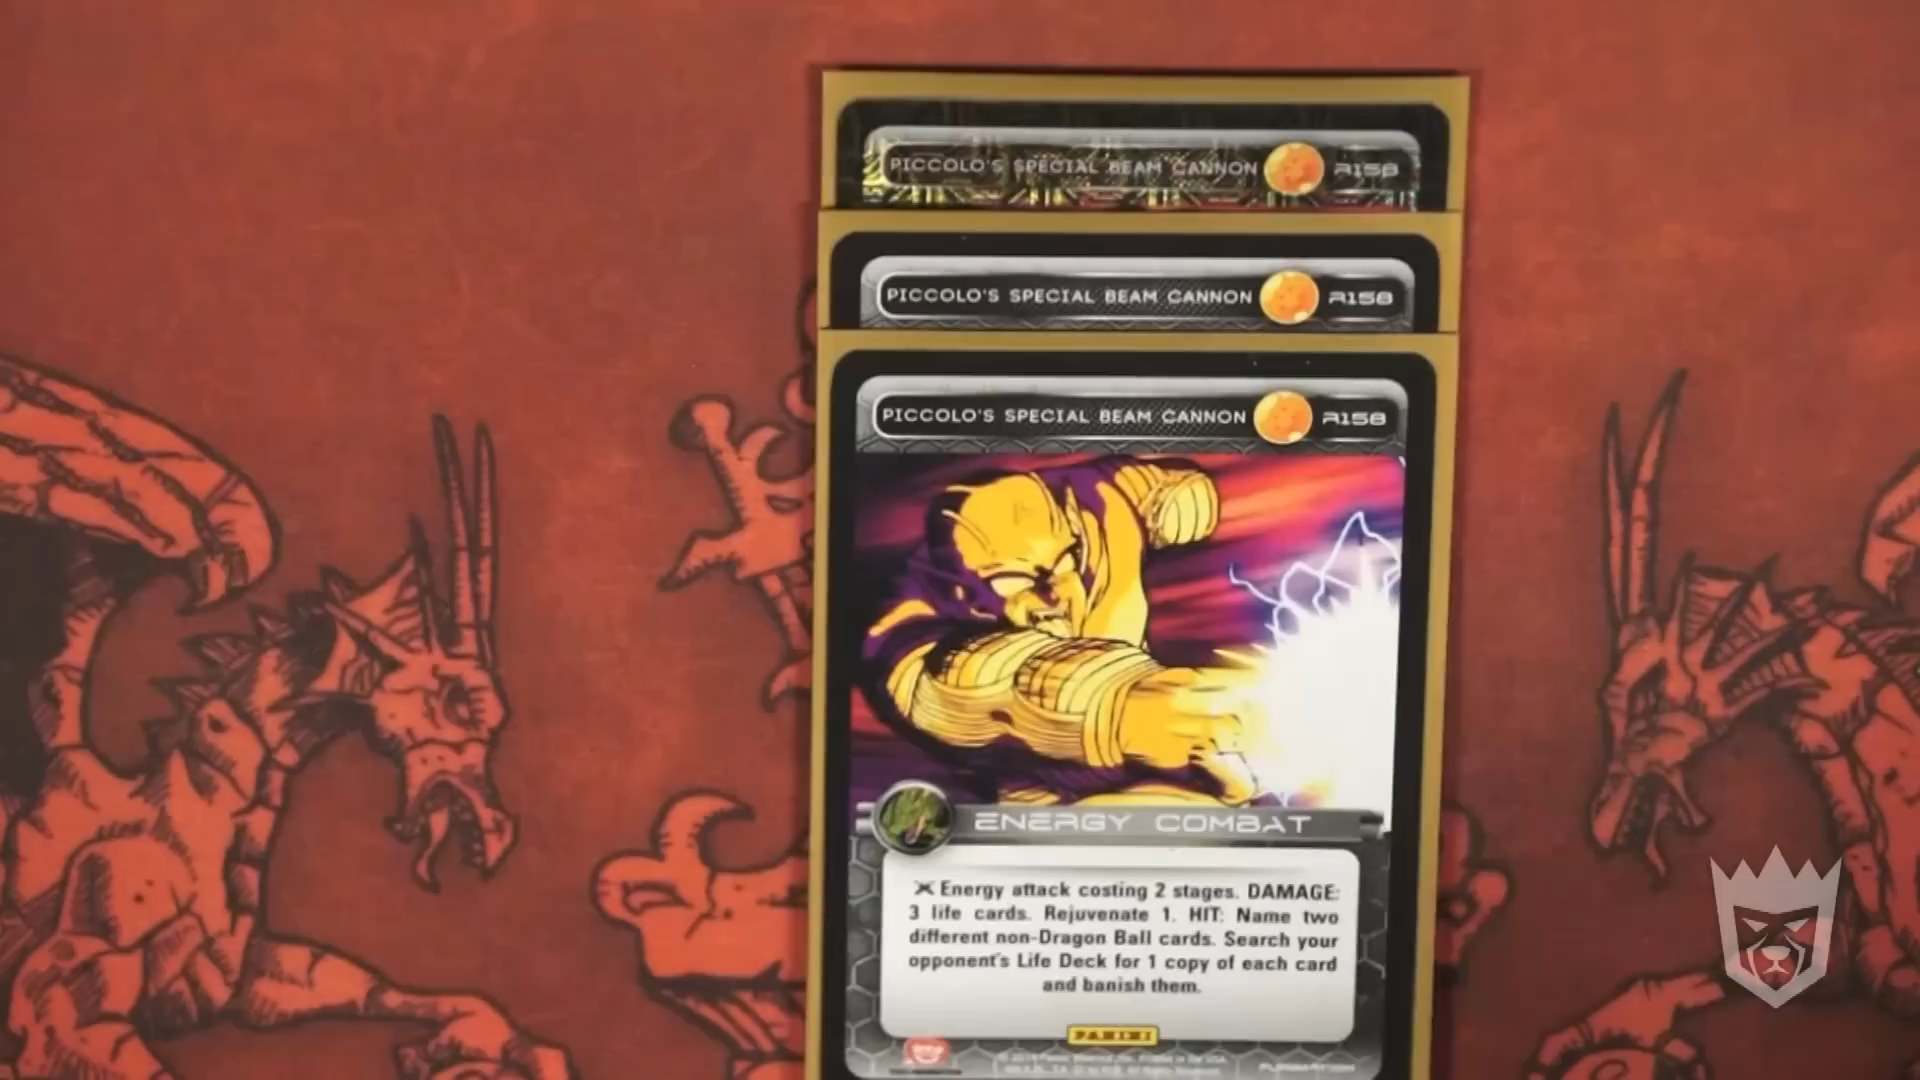 PICCOLO'S SPECIAL BEAM CANNON R158
PICCOLO'S SPECIAL BEAM CANNON R158
PICCOLO'S SPECIAL BEAM CANNON R158
ENERGY COMBAT
Energy attack costing 2 stages. DAMAGE:
3 life cards. Rejuvenate 1. HIT: Name two
different non-Dragon Ball cards. Search your
opponent's Life Deck for 1 copy of each card
and banish them.
PANINI